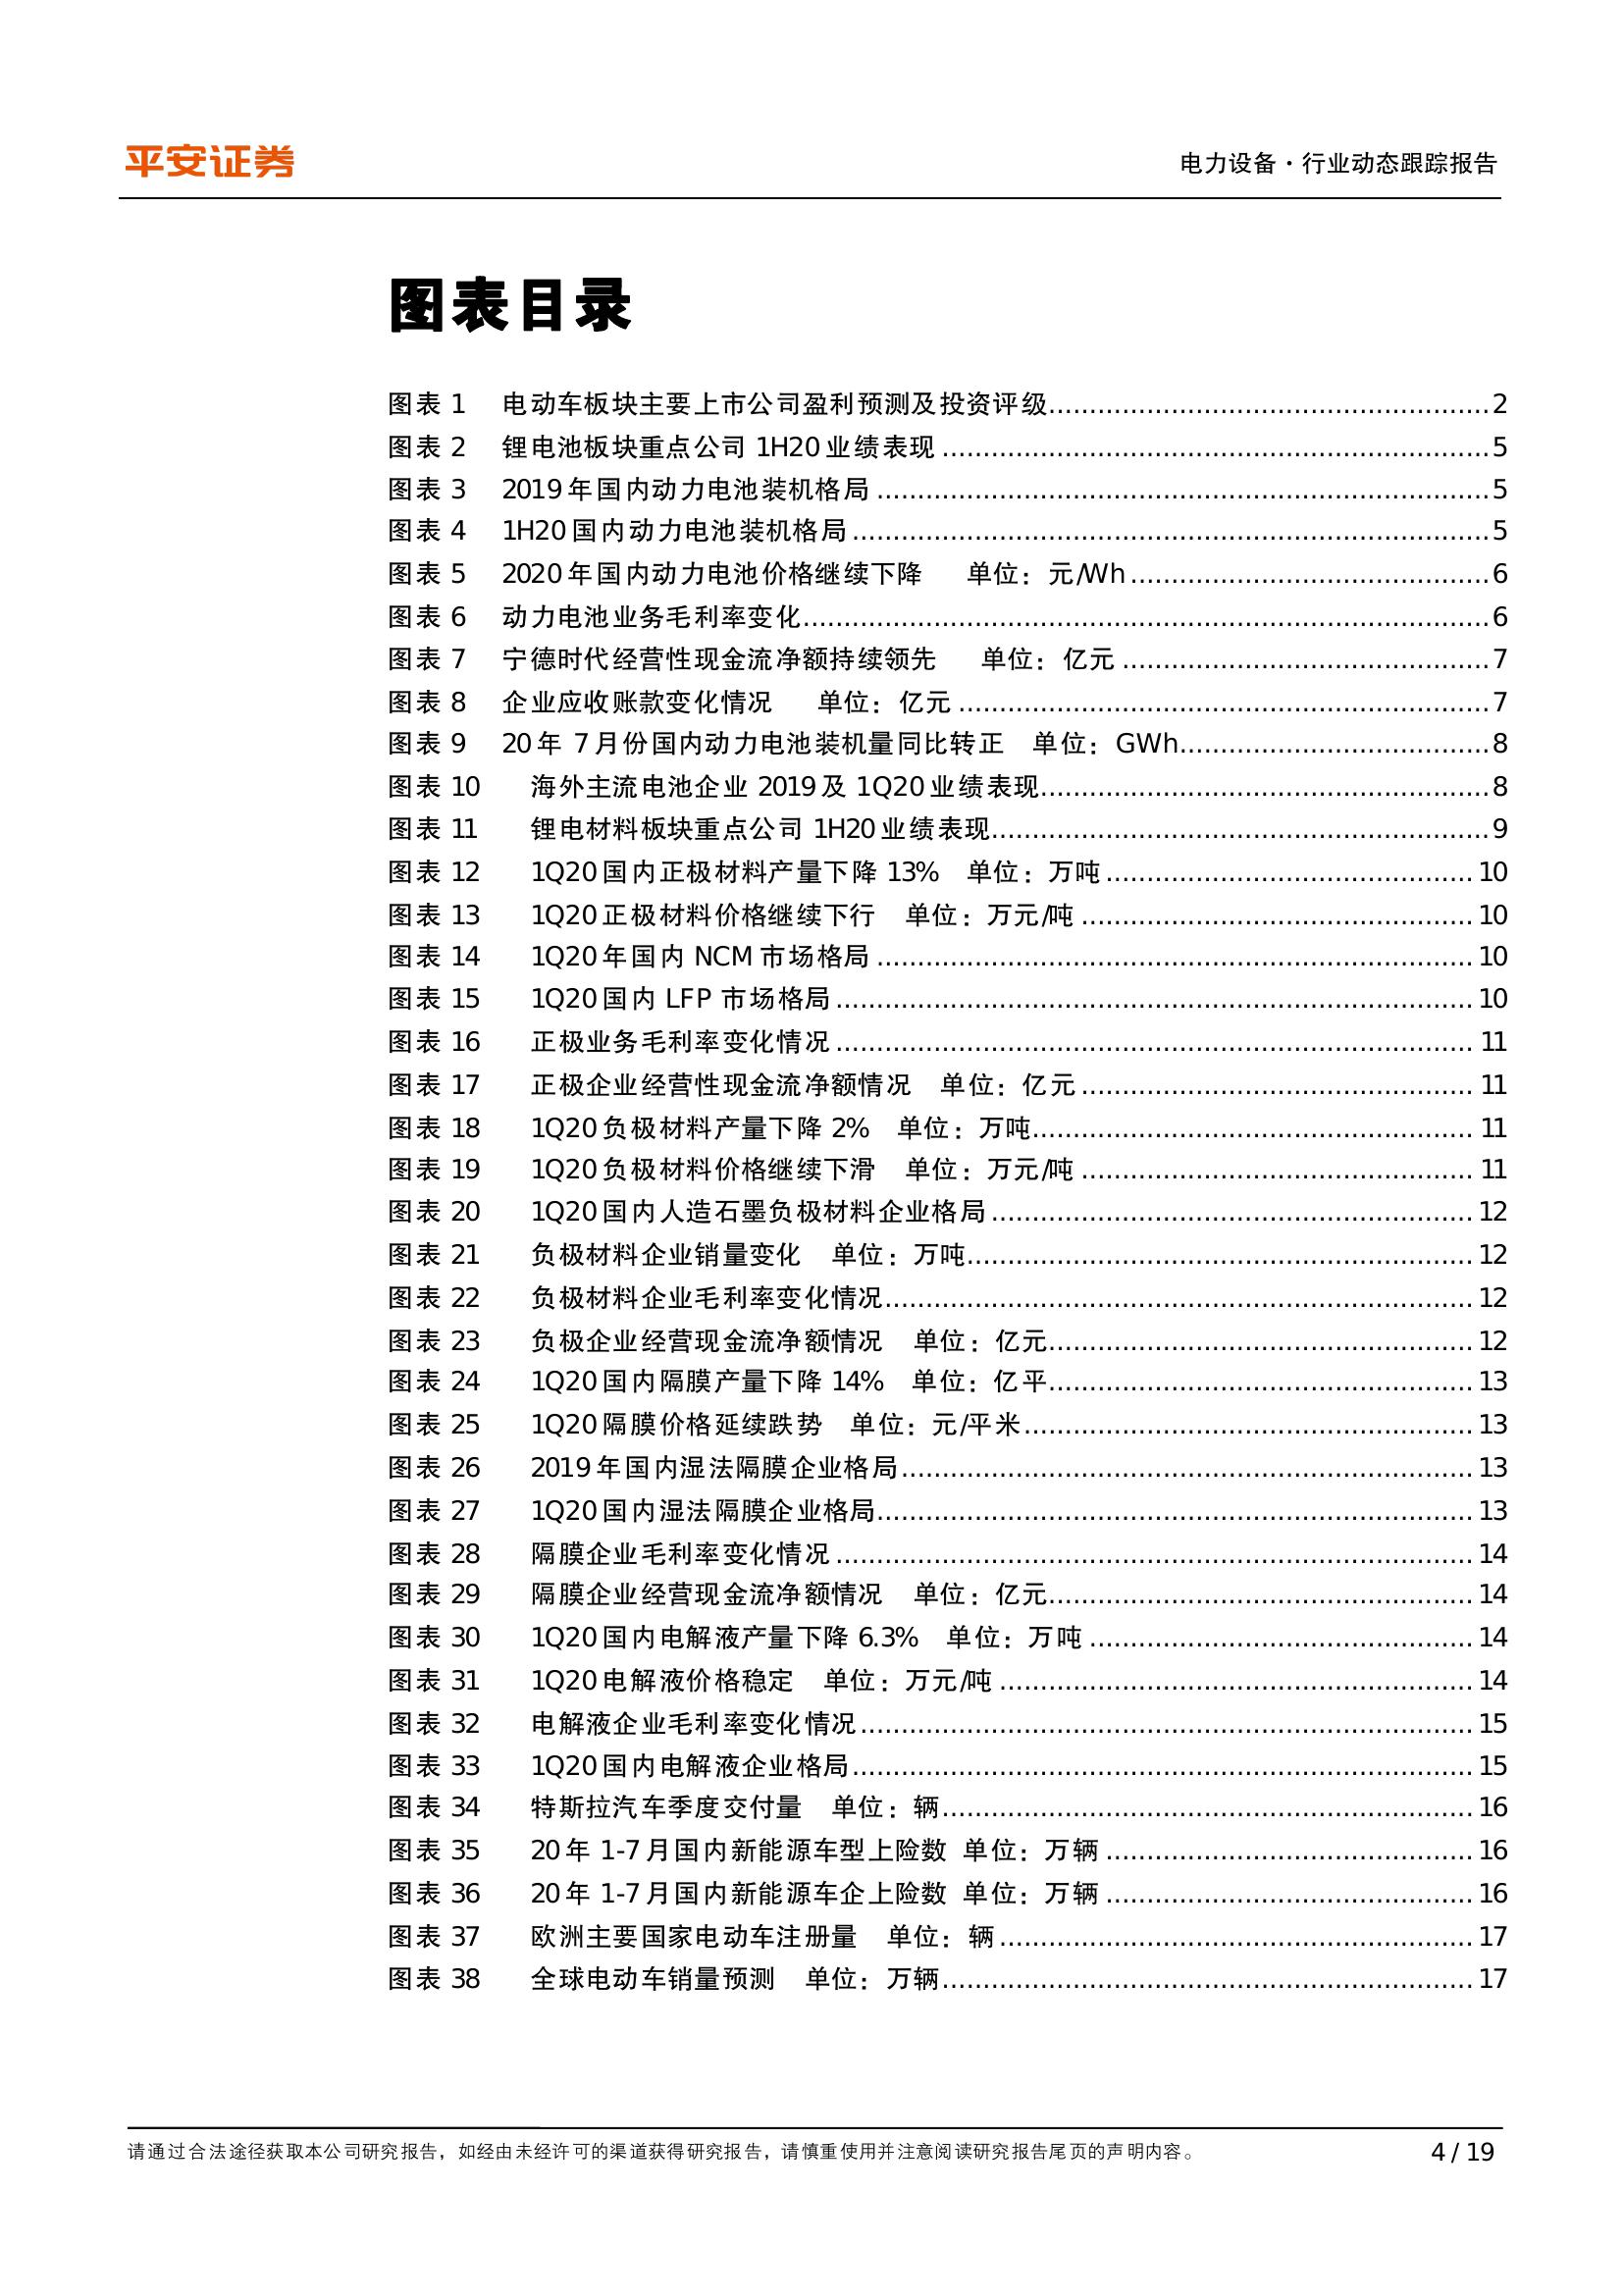 平安证券
电力设备·行业动态跟踪报告
图表目录
图表 1 电动车板块主要上市公司盈利预测及投资评级......2
图表 2 锂电池板块重点公司 1H20 业绩表现......5
图表 3 2019 年国内动力电池装机格局......5
图表 4 1H20 国内动力电池装机格局......5
图表 5 2020 年国内动力电池价格继续下降 单位：元/Wh......6
图表 6 动力电池业务毛利率变化......6
图表 7 宁德时代经营性现金流净额持续领先 单位：亿元......7
图表 8 企业应收账款变化情况 单位：亿元......7
图表 9 20 年 7 月份国内动力电池装机量同比转正 单位：GWh......8
图表 10 海外主流电池企业 2019 及 1Q20 业绩表现......8
图表 11 锂电材料板块重点公司 1H20 业绩表现......9
图表 12 1Q20 国内正极材料产量下降 13% 单位：万吨......10
图表 13 1Q20 正极材料价格继续下行 单位：万元/吨......10
图表 14 1Q20 年国内 NCM 市场格局......10
图表 15 1Q20 国内 LFP 市场格局......10
图表 16 正极业务毛利率变化情况......11
图表 17 正极企业经营性现金流净额情况 单位：亿元......11
图表 18 1Q20 负极材料产量下降 2% 单位：万吨......11
图表 19 1Q20 负极材料价格继续下滑 单位：万元/吨......11
图表 20 1Q20 国内人造石墨负极材料企业格局......12
图表 21 负极材料企业销量变化 单位：万吨......12
图表 22 负极材料企业毛利率变化情况......12
图表 23 负极企业经营现金流净额情况 单位：亿元......12
图表 24 1Q20 国内隔膜产量下降 14% 单位：亿平......13
图表 25 1Q20 隔膜价格延续跌势 单位：元/平米......13
图表 26 2019 年国内湿法隔膜企业格局......13
图表 27 1Q20 国内湿法隔膜企业格局......13
图表 28 隔膜企业毛利率变化情况......14
图表 29 隔膜企业经营现金流净额情况 单位：亿元......14
图表 30 1Q20 国内电解液产量下降 6.3% 单位：万吨......14
图表 31 1Q20 电解液价格稳定 单位：万元/吨......14
图表 32 电解液企业毛利率变化情况......15
图表 33 1Q20 国内电解液企业格局......15
图表 34 特斯拉汽车季度交付量 单位：辆......16
图表 35 20 年 1-7 月国内新能源车型上险数 单位：万辆......16
图表 36 20 年 1-7 月国内新能源车企上险数 单位：万辆......16
图表 37 欧洲主要国家电动车注册量 单位：辆......17
图表 38 全球电动车销量预测 单位：万辆......17
请通过合法途径获取本公司研究报告，如经由未经许可的渠道获得研究报告，请慎重使用并注意阅读研究报告尾页的声明内容。
4 / 19